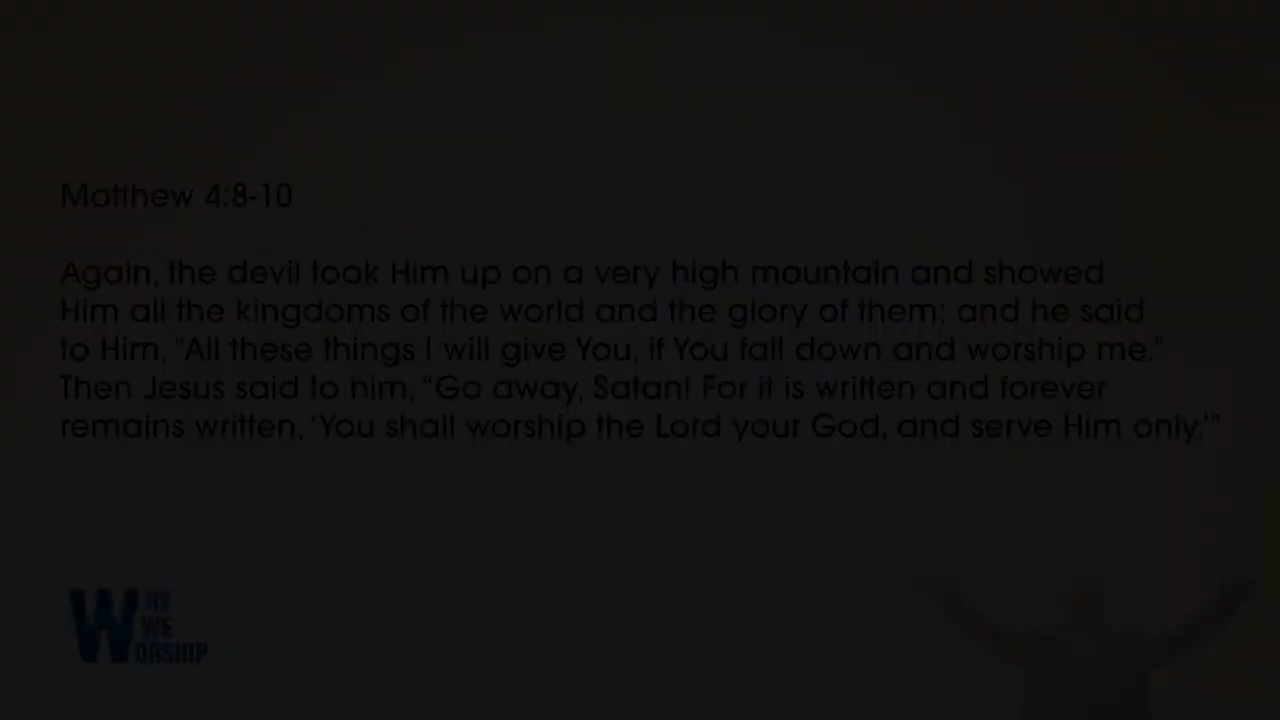 Matthew 4:8-10
Again, the devil took Him up on a very high mountain and showed
Him all the kingdoms of the world and the glory of them; and he said
to Him, "All these things I will give You, if You fall down and worship me."
Then Jesus said to him, "Go away, Satan! For it is written and forever
remains written, 'You shall worship the Lord your God, and serve Him only.'"
WHY
WE
WORSHIP